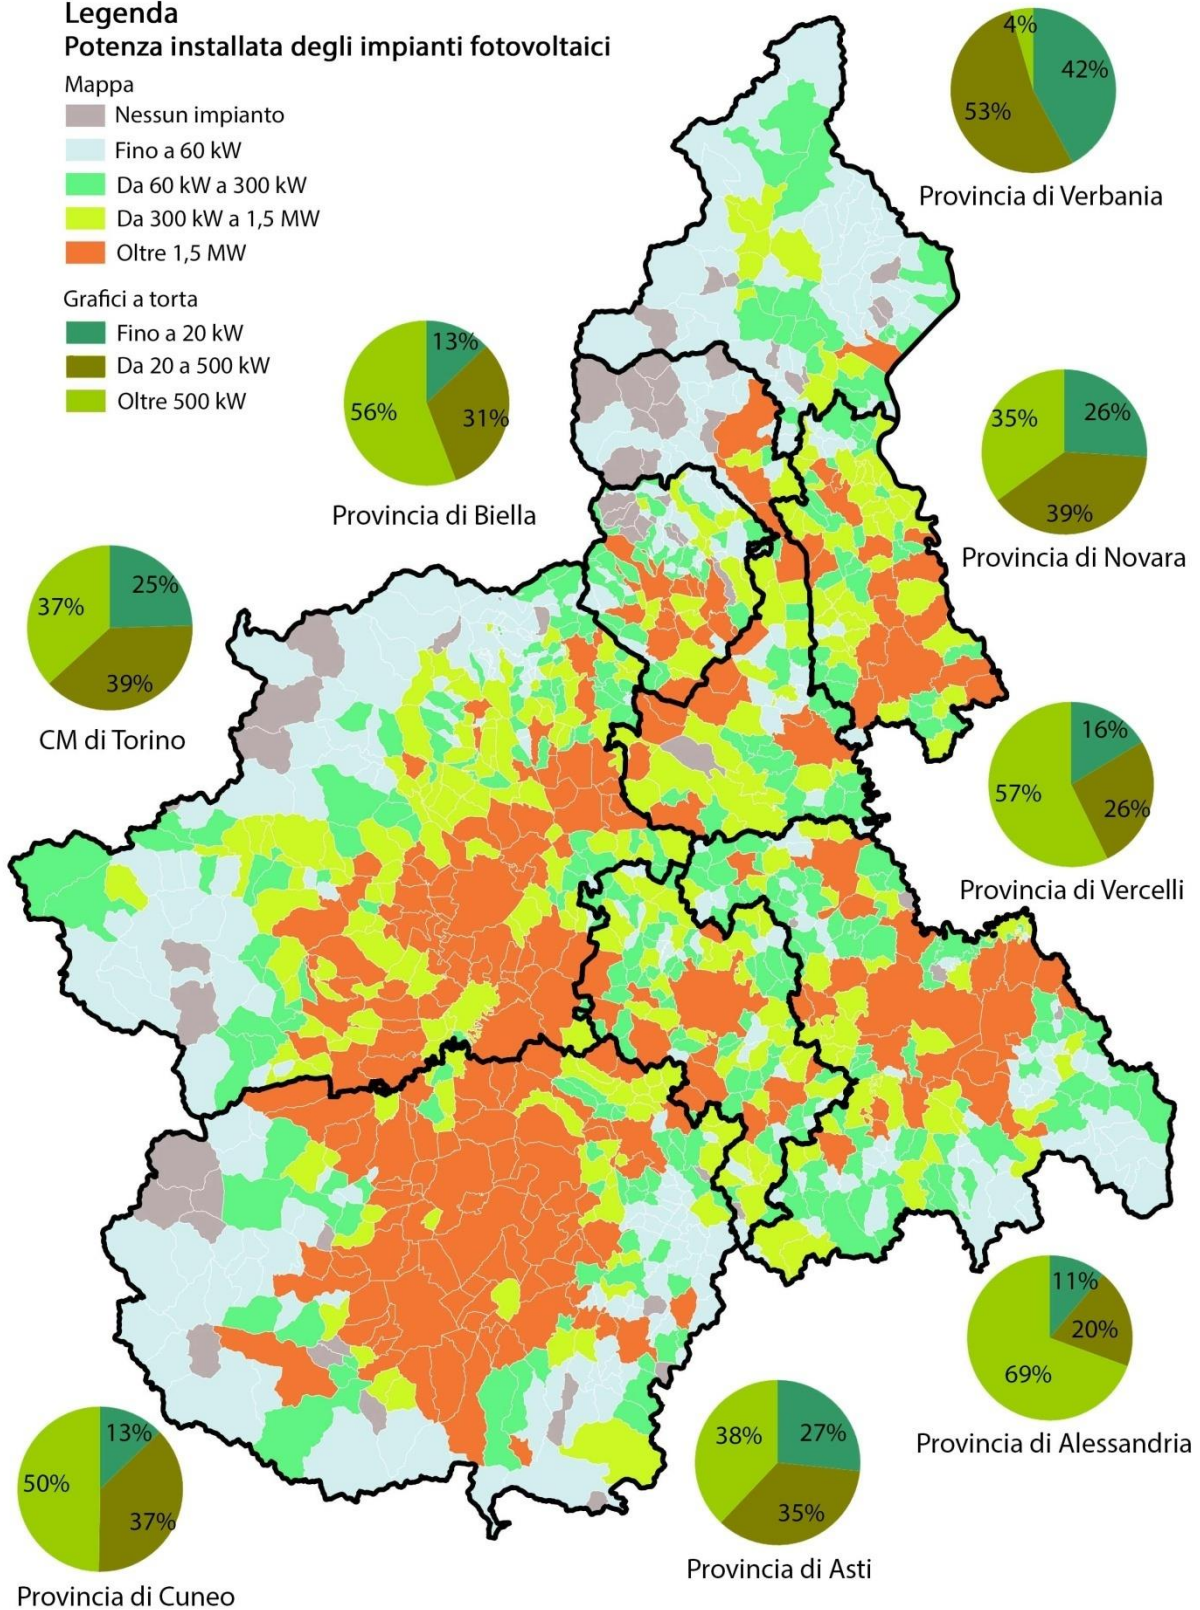 Legenda
Potenza installata degli impianti fotovoltaici
Mappa
Nessun impianto
Fino a 60 kW
Da 60 kW a 300 kW
Da 300 kW a 1,5 MW
Oltre 1,5 MW
Grafici a torta
Fino a 20 kW
Da 20 a 500 kW
Oltre 500 kW
4%
42%
53%
Provincia di Verbania
13%
56%
31%
Provincia di Biella
35%
26%
39%
Provincia di Novara
25%
37%
39%
CM di Torino
16%
57%
26%
Provincia di Vercelli
11%
20%
69%
Provincia di Alessandria
38%
27%
35%
Provincia di Asti
13%
50%
37%
Provincia di Cuneo